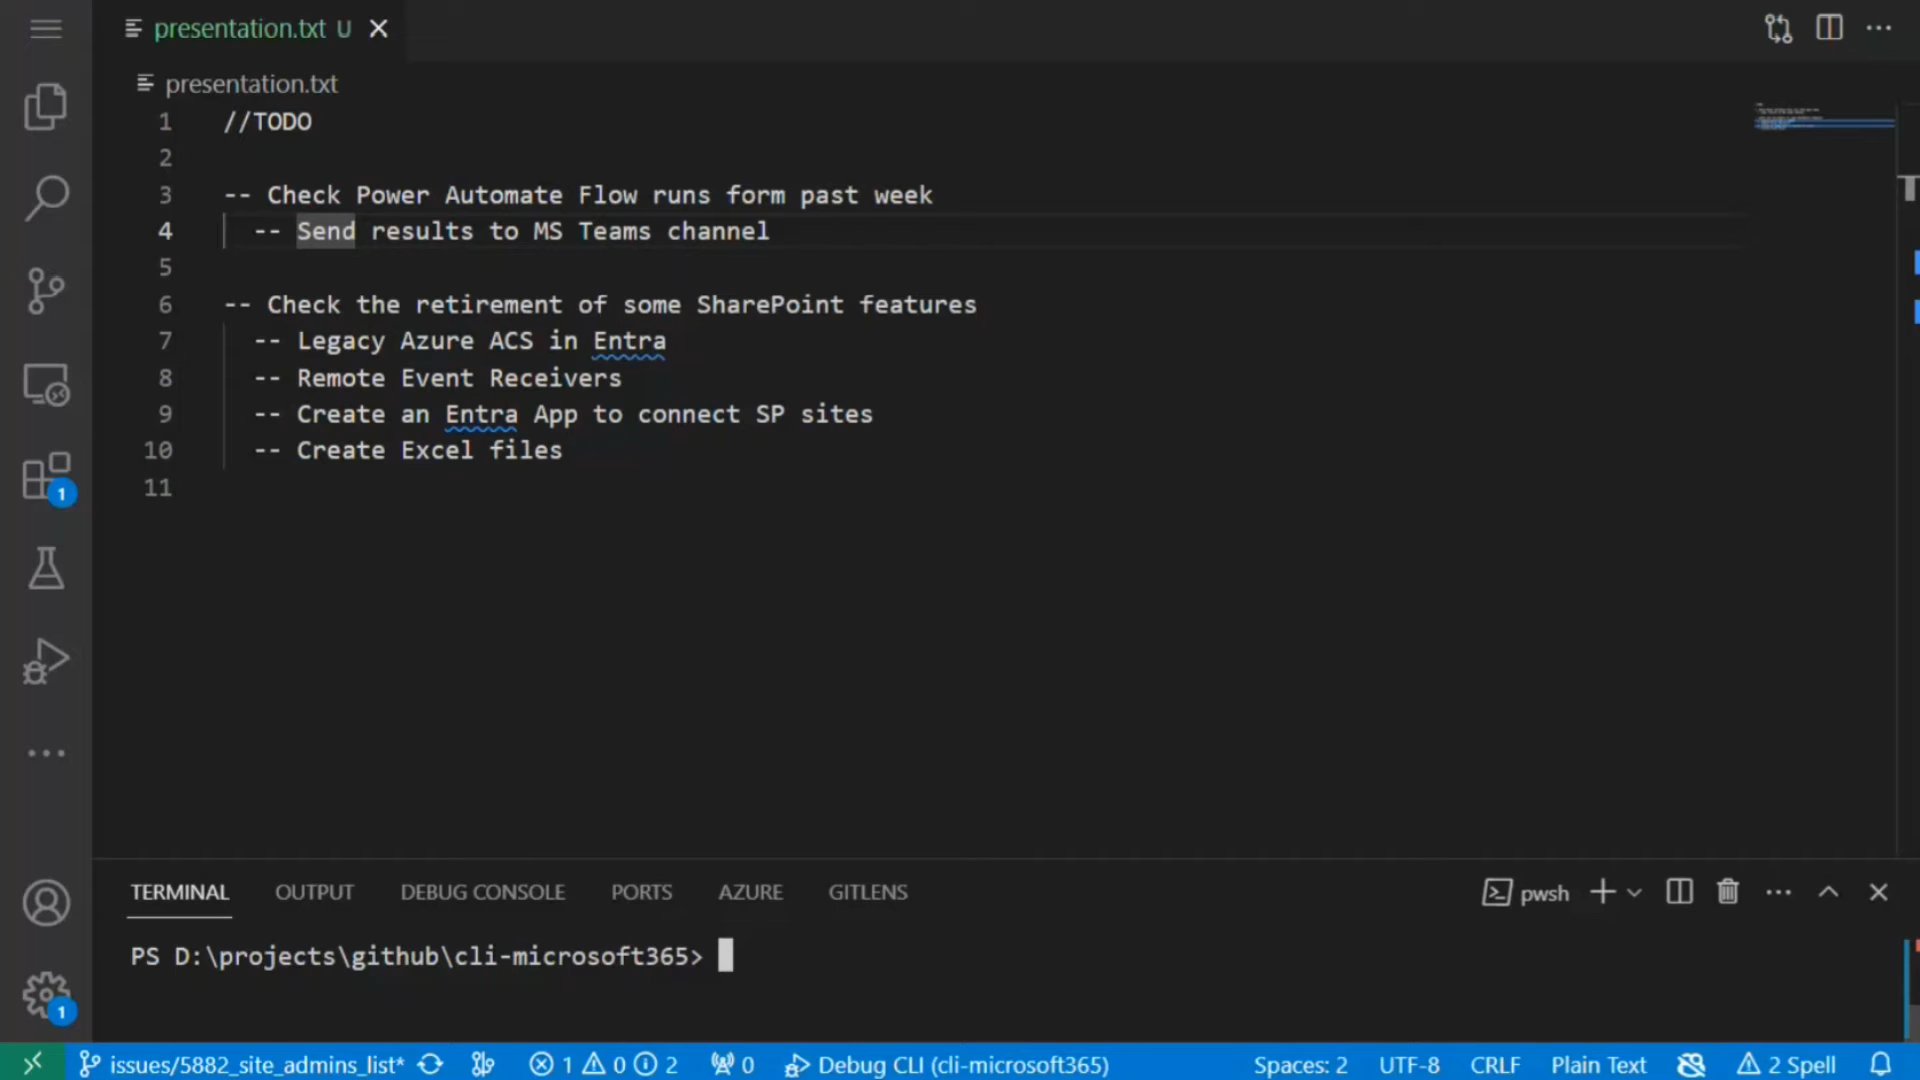 presentation.txt U
presentation.txt
1 //TODO
2
3 -- Check Power Automate Flow runs form past week
4 -- Send results to MS Teams channel
5
6 -- Check the retirement of some SharePoint features
7 -- Legacy Azure ACS in Entra
8 -- Remote Event Receivers
9 -- Create an Entra App to connect SP sites
10 -- Create Excel files
11
1
TERMINAL OUTPUT DEBUG CONSOLE PORTS AZURE GITLENS pwsh
PS D:\projects\github\cli-microsoft365>
1
issues/5882_site_admins_list* 1 0 2 0 Debug CLI (cli-microsoft365) Spaces: 2 UTF-8 CRLF Plain Text 2 Spell